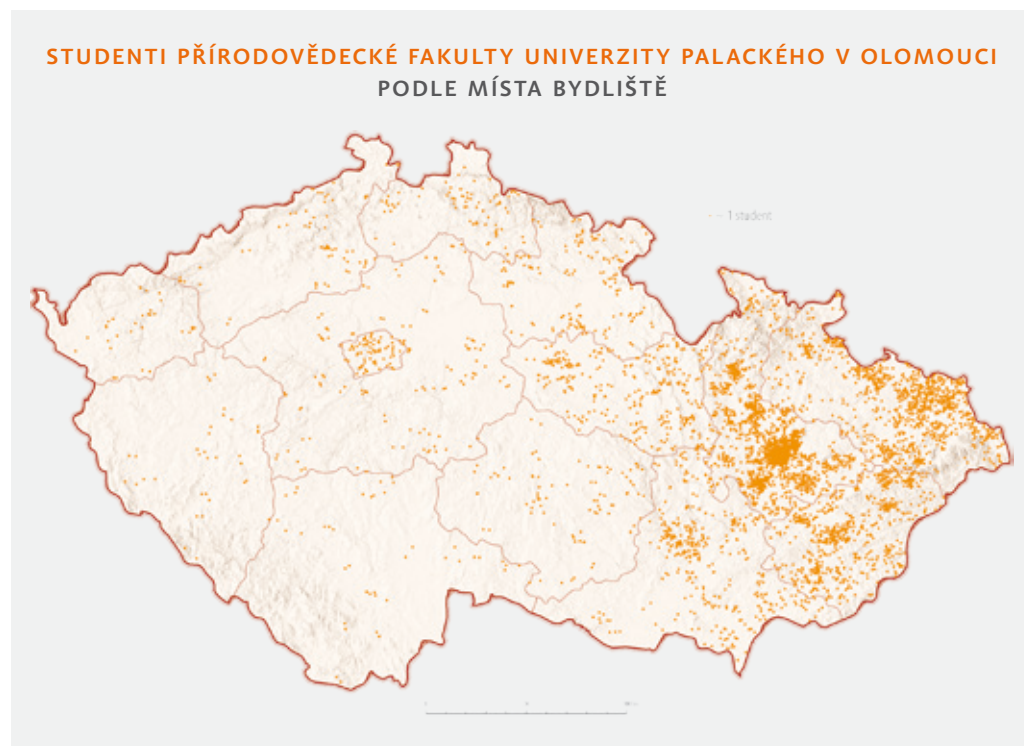 STUDENTI PŘÍRODOVĚDECKÉ FAKULTY UNIVERZITY PALACKÉHO V OLOMOUCI
PODLE MÍSTA BYDLIŠTĚ
1 student